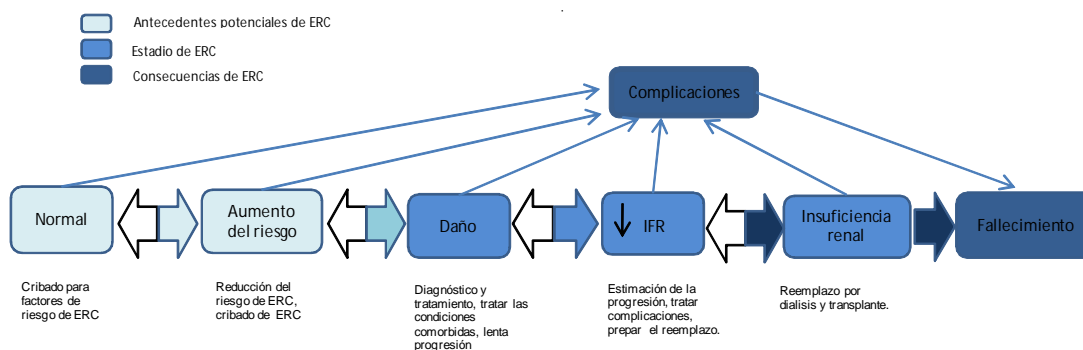 Antecedentes potenciales de ERC
Estadio de ERC
Consecuencias de ERC
Complicaciones
Normal
Aumento
del riesgo
Daño
IFR
Insuficiencia
renal
Fallecimiento
Cribado para
factores de
riesgo de ERC
Reducción del
riesgo de ERC,
cribado de ERC
Diagnóstico y
tratamiento, tratar las
condiciones
comorbidas, lenta
progresión
Estimación de la
progresión, tratar
complicaciones,
preparar el reemplazo.
Reemplazo por
dialisis y transplante.